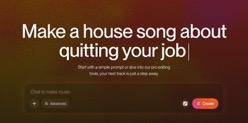 Make a house song about
quitting your job
Start with a simple prompt or dive into our pro editing
tools, your next track is just a step away.
Chat to make music
Advanced
Create